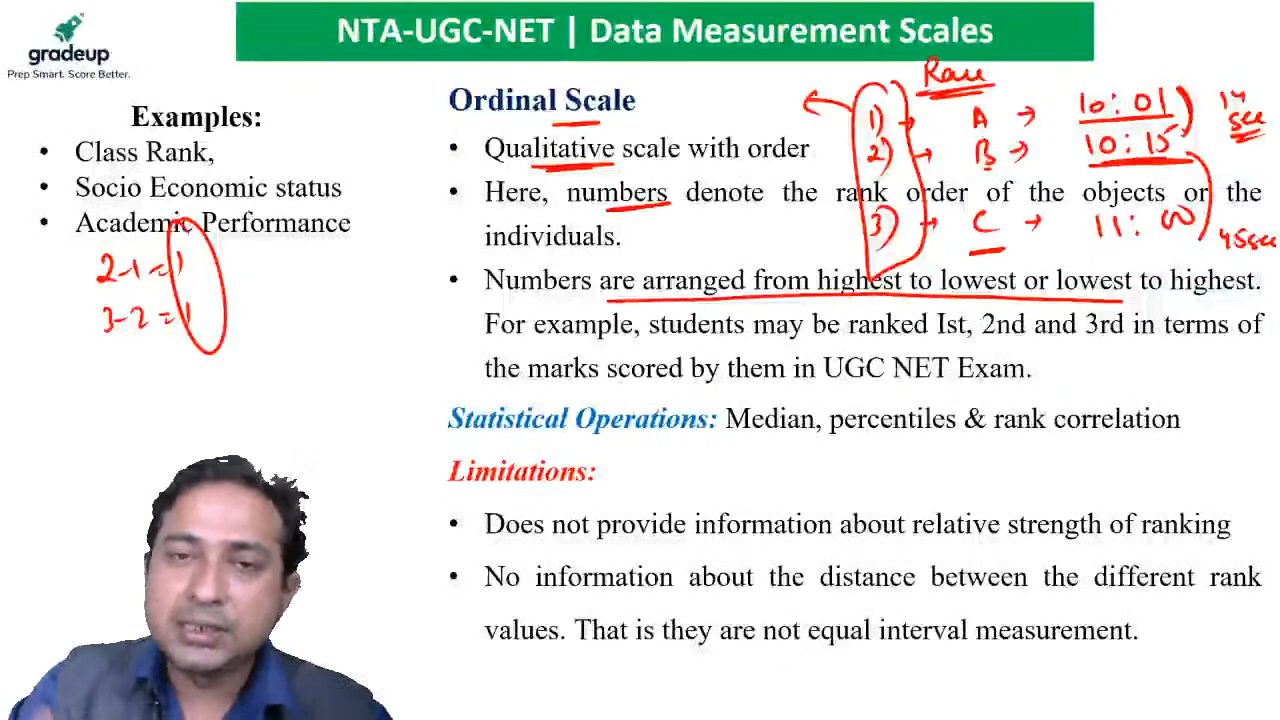 gradeup
Prep Smart. Score Better.
NTA-UGC-NET | Data Measurement Scales
Examples:
• Class Rank,
• Socio Economic status
• Academic Performance
2-1=1
3-2=1
Ordinal Scale
• Qualitative scale with order
• Here, numbers denote the rank order of the objects or the
individuals.
• Numbers are arranged from highest to lowest or lowest to highest.
For example, students may be ranked Ist, 2nd and 3rd in terms of
the marks scored by them in UGC NET Exam.
Statistical Operations: Median, percentiles & rank correlation
Limitations:
• Does not provide information about relative strength of ranking
• No information about the distance between the different rank
values. That is they are not equal interval measurement.
Race
1) → A → 10:01
2) → B → 10:15
3) → C → 11:00
14 sec
45 sec